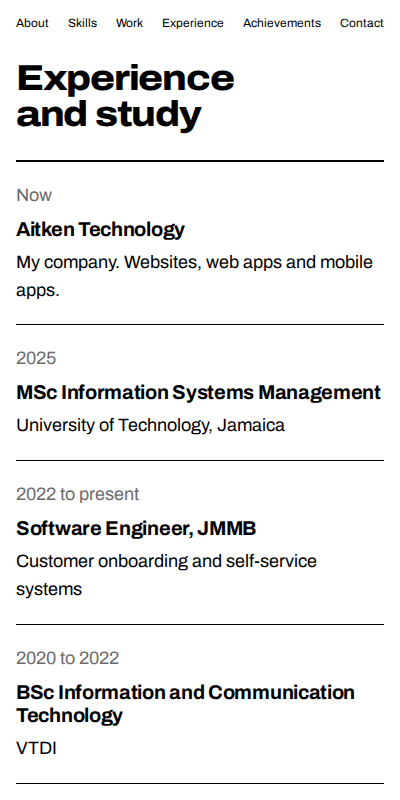 About Skills Work Experience Achievements Contact
Experience
and study
Now
Aitken Technology
My company. Websites, web apps and mobile
apps.
2025
MSc Information Systems Management
University of Technology, Jamaica
2022 to present
Software Engineer, JMMB
Customer onboarding and self-service
systems
2020 to 2022
BSc Information and Communication
Technology
VTDI